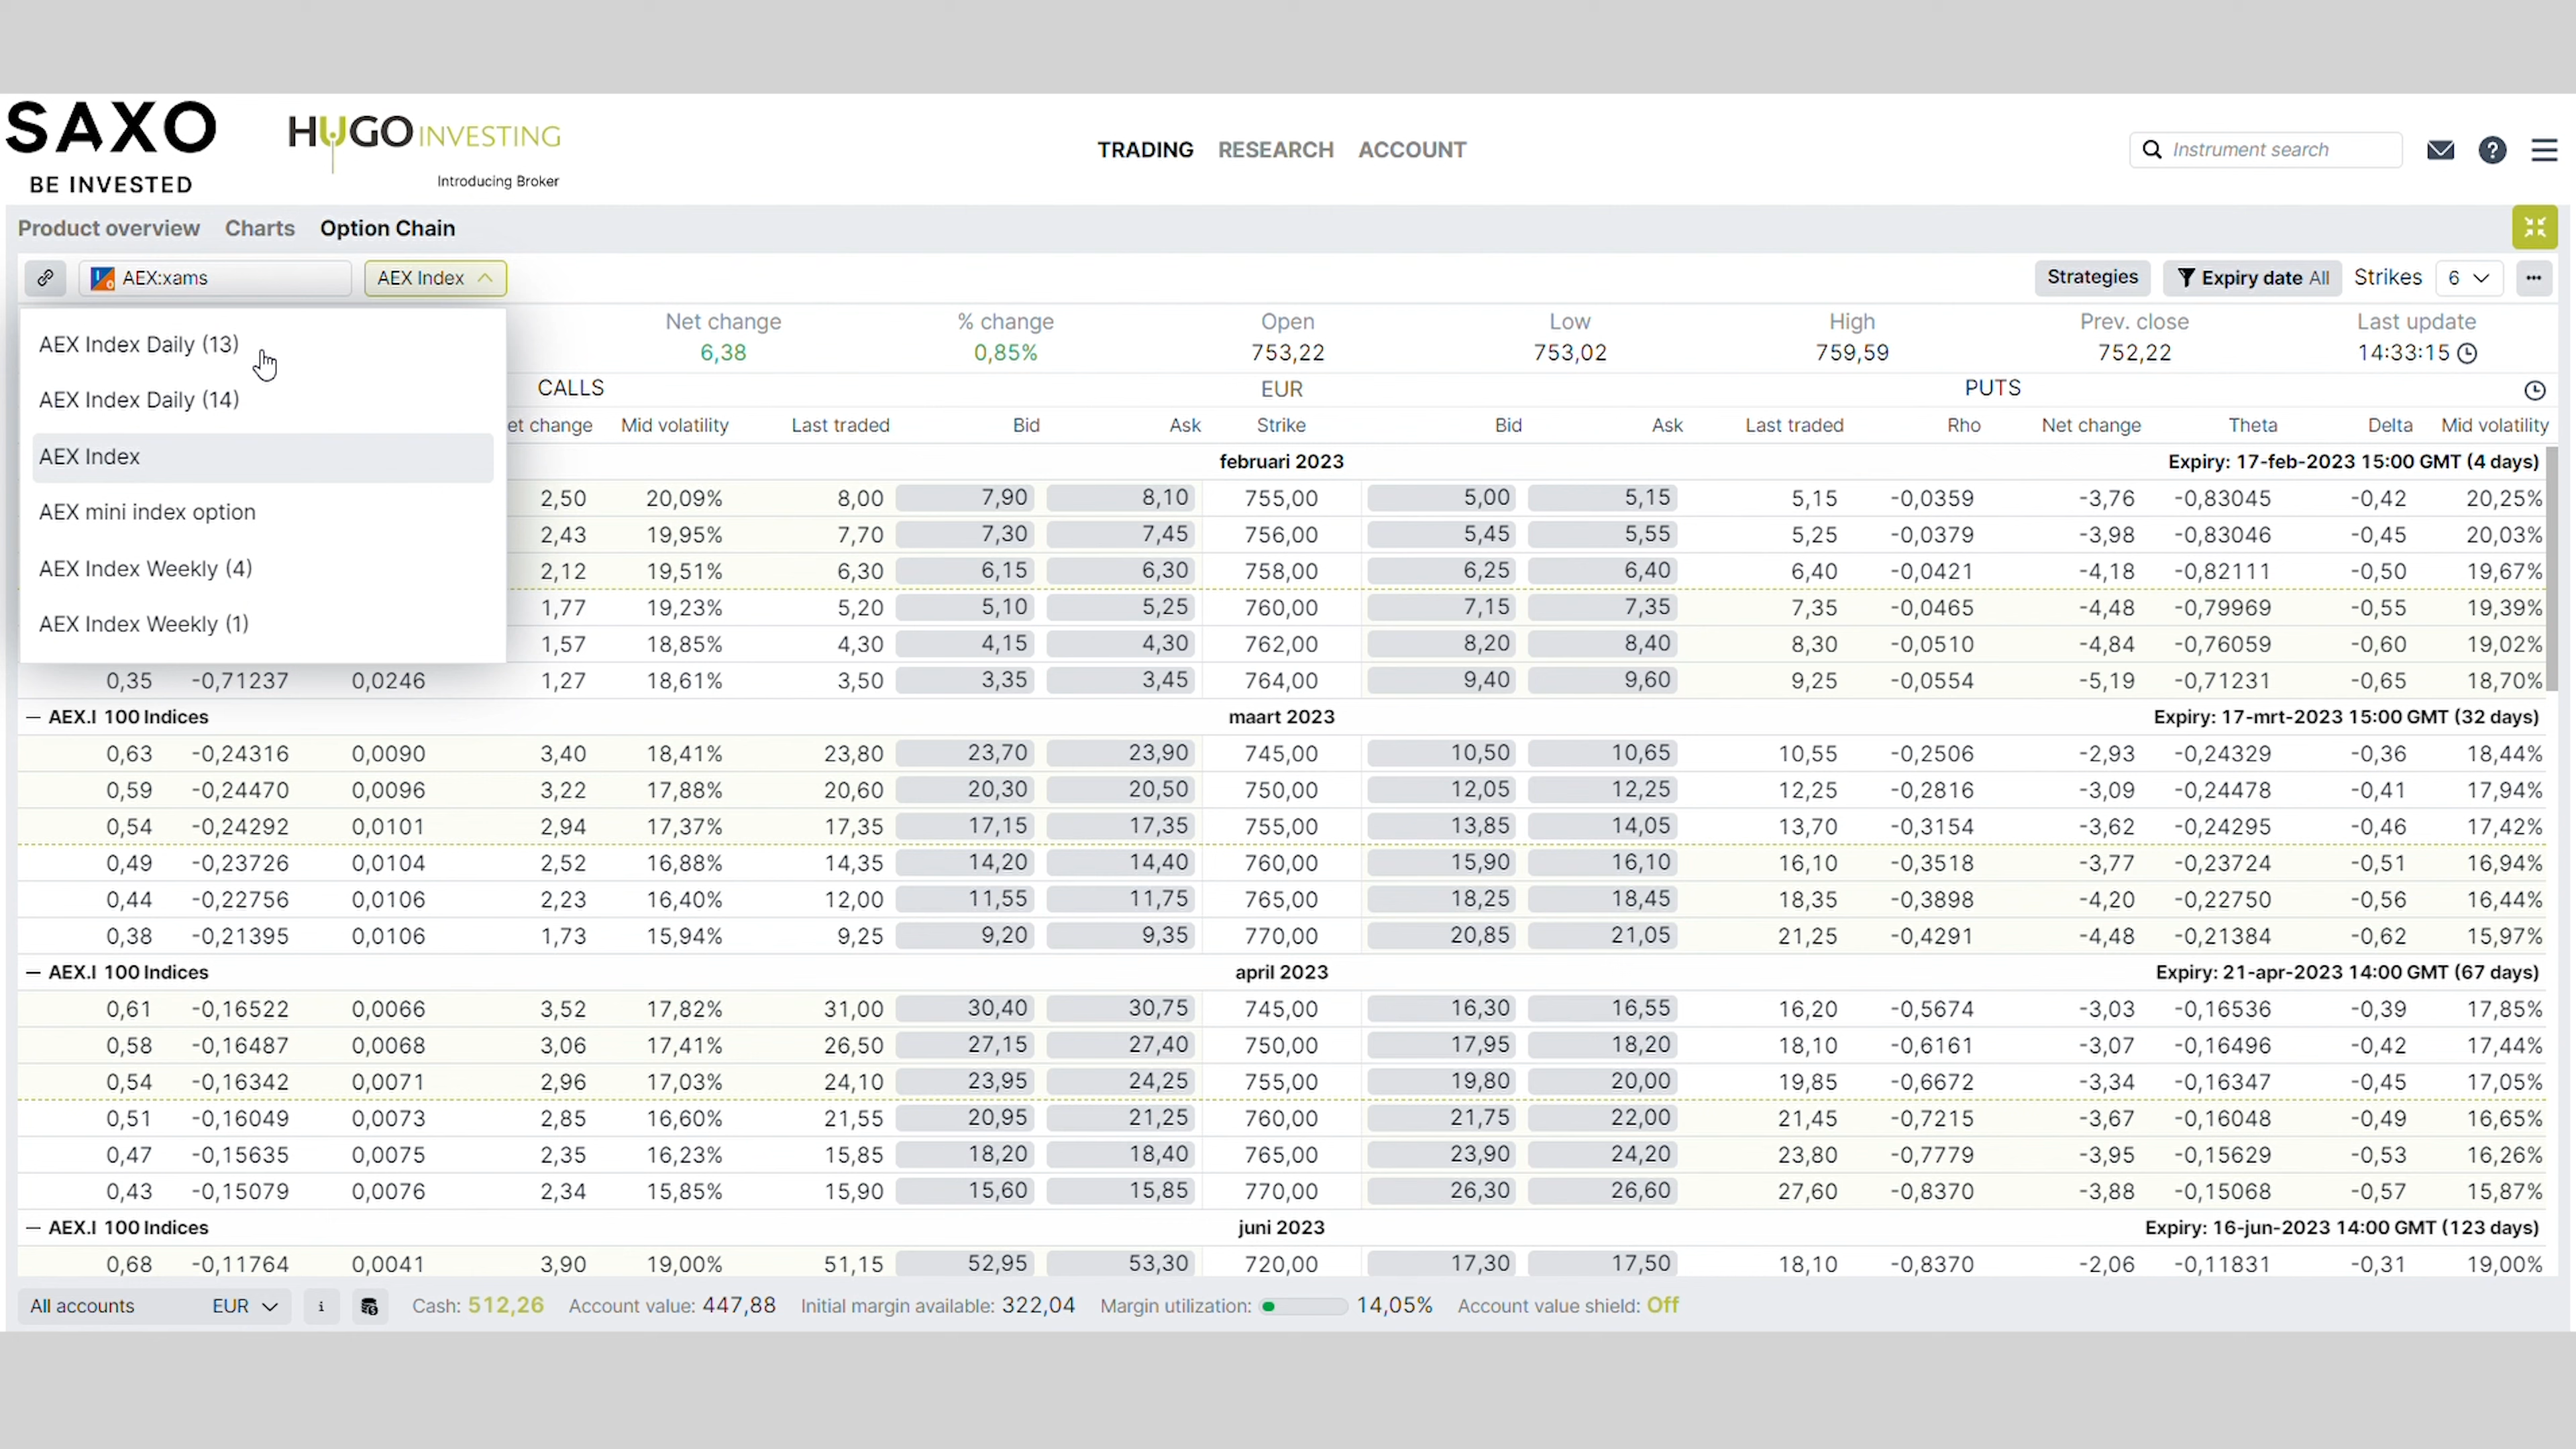 SAXO
BE INVESTED
HUGO INVESTING
Introducing Broker
TRADING RESEARCH ACCOUNT
Instrument search
Product overview Charts Option Chain
AEX:xams AEX Index Strategies Expiry date All Strikes 6
Net change % change Open Low High Prev. close Last update
6,38 0,85% 753,22 753,02 759,59 752,22 14:33:15
AEX Index Daily (13)
AEX Index Daily (14)
AEX Index
AEX mini index option
AEX Index Weekly (4)
AEX Index Weekly (1)
CALLS EUR PUTS
et change Mid volatility Last traded Bid Ask Strike Bid Ask Last traded Rho Net change Theta Delta Mid volatility
februari 2023 Expiry: 17-feb-2023 15:00 GMT (4 days)
2,50 20,09% 8,00 7,90 8,10 755,00 5,00 5,15 5,15 -0,0359 -3,76 -0,83045 -0,42 20,25%
2,43 19,95% 7,70 7,30 7,45 756,00 5,45 5,55 5,25 -0,0379 -3,98 -0,83046 -0,45 20,03%
2,12 19,51% 6,30 6,15 6,30 758,00 6,25 6,40 6,40 -0,0421 -4,18 -0,82111 -0,50 19,67%
1,77 19,23% 5,20 5,10 5,25 760,00 7,15 7,35 7,35 -0,0465 -4,48 -0,79969 -0,55 19,39%
1,57 18,85% 4,30 4,15 4,30 762,00 8,20 8,40 8,30 -0,0510 -4,84 -0,76059 -0,60 19,02%
0,35 -0,71237 0,0246 1,27 18,61% 3,50 3,35 3,45 764,00 9,40 9,60 9,25 -0,0554 -5,19 -0,71231 -0,65 18,70%
— AEX.I 100 Indices maart 2023 Expiry: 17-mrt-2023 15:00 GMT (32 days)
0,63 -0,24316 0,0090 3,40 18,41% 23,80 23,70 23,90 745,00 10,50 10,65 10,55 -0,2506 -2,93 -0,24329 -0,36 18,44%
0,59 -0,24470 0,0096 3,22 17,88% 20,60 20,30 20,50 750,00 12,05 12,25 12,25 -0,2816 -3,09 -0,24478 -0,41 17,94%
0,54 -0,24292 0,0101 2,94 17,37% 17,35 17,15 17,35 755,00 13,85 14,05 13,70 -0,3154 -3,62 -0,24295 -0,46 17,42%
0,49 -0,23726 0,0104 2,52 16,88% 14,35 14,20 14,40 760,00 15,90 16,10 16,10 -0,3518 -3,77 -0,23724 -0,51 16,94%
0,44 -0,22756 0,0106 2,23 16,40% 12,00 11,55 11,75 765,00 18,25 18,45 18,35 -0,3898 -4,20 -0,22750 -0,56 16,44%
0,38 -0,21395 0,0106 1,73 15,94% 9,25 9,20 9,35 770,00 20,85 21,05 21,25 -0,4291 -4,48 -0,21384 -0,62 15,97%
— AEX.I 100 Indices april 2023 Expiry: 21-apr-2023 14:00 GMT (67 days)
0,61 -0,16522 0,0066 3,52 17,82% 31,00 30,40 30,75 745,00 16,30 16,55 16,20 -0,5674 -3,03 -0,16536 -0,39 17,85%
0,58 -0,16487 0,0068 3,06 17,41% 26,50 27,15 27,40 750,00 17,95 18,20 18,10 -0,6161 -3,07 -0,16496 -0,42 17,44%
0,54 -0,16342 0,0071 2,96 17,03% 24,10 23,95 24,25 755,00 19,80 20,00 19,85 -0,6672 -3,34 -0,16347 -0,45 17,05%
0,51 -0,16049 0,0073 2,85 16,60% 21,55 20,95 21,25 760,00 21,75 22,00 21,45 -0,7215 -3,67 -0,16048 -0,49 16,65%
0,47 -0,15635 0,0075 2,35 16,23% 15,85 18,20 18,40 765,00 23,90 24,20 23,80 -0,7779 -3,95 -0,15629 -0,53 16,26%
0,43 -0,15079 0,0076 2,34 15,85% 15,90 15,60 15,85 770,00 26,30 26,60 27,60 -0,8370 -3,88 -0,15068 -0,57 15,87%
— AEX.I 100 Indices juni 2023 Expiry: 16-jun-2023 14:00 GMT (123 days)
0,68 -0,11764 0,0041 3,90 19,00% 51,15 52,95 53,30 720,00 17,30 17,50 18,10 -0,8370 -2,06 -0,11831 -0,31 19,00%
All accounts EUR i Cash: 512,26 Account value: 447,88 Initial margin available: 322,04 Margin utilization: 14,05% Account value shield: Off